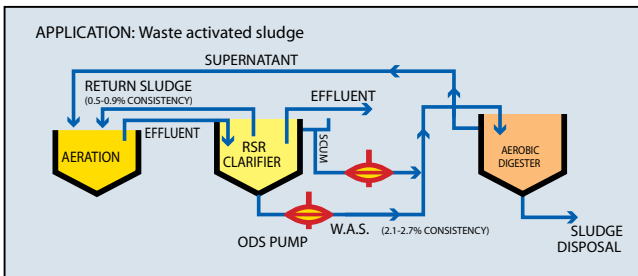 APPLICATION: Waste activated sludge
SUPERNATANT
RETURN SLUDGE
(0.5-0.9% CONSISTENCY)
EFFLUENT
EFFLUENT
AERATION
RSR
CLARIFIER
SCUM
AEROBIC
DIGESTER
ODS PUMP
W.A.S.
(2.1-2.7% CONSISTENCY)
SLUDGE
DISPOSAL